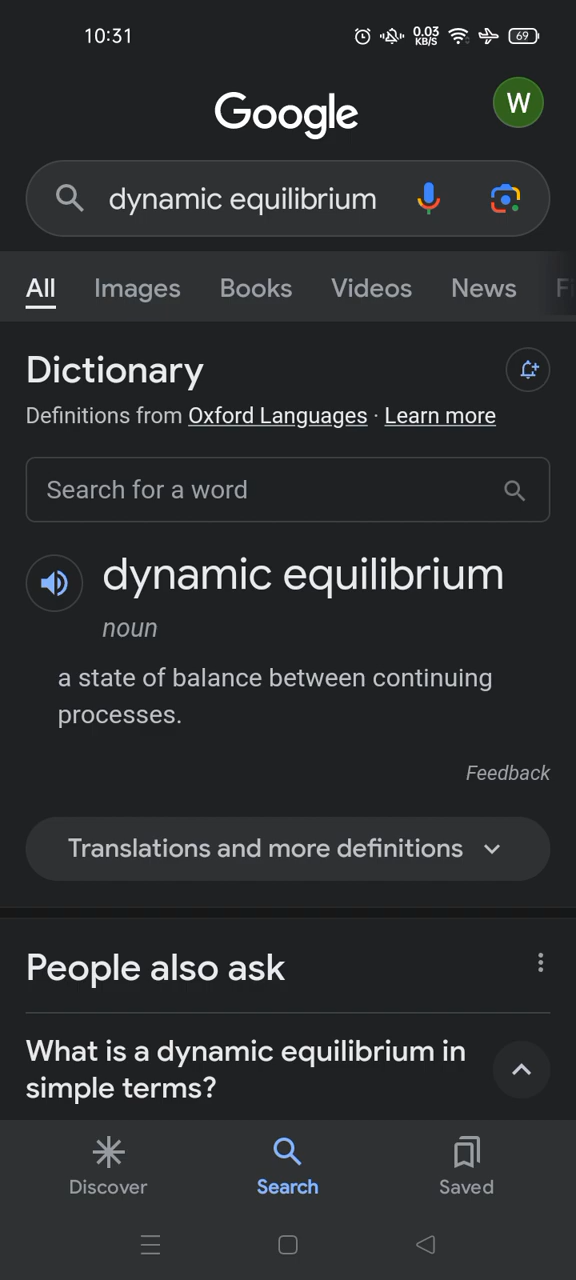 10:31
0.03
KB/S
69
Google
W
dynamic equilibrium
All Images Books Videos News
Dictionary
Definitions from Oxford Languages · Learn more
Search for a word
dynamic equilibrium
noun
a state of balance between continuing
processes.
Feedback
Translations and more definitions
People also ask
What is a dynamic equilibrium in
simple terms?
Discover Search Saved